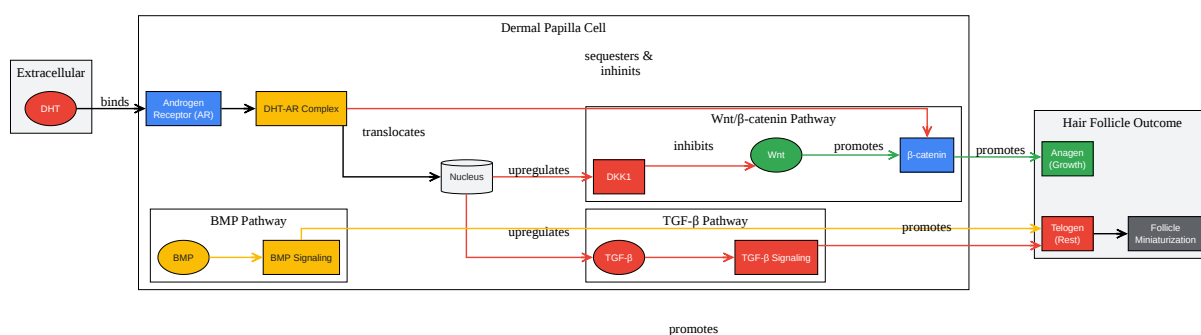 Dermal Papilla Cell
sequesters &
inhinits
Extracellular
DHT
binds
Androgen
Receptor (AR)
DHT-AR Complex
translocates
Nucleus
upregulates
Wnt/β-catenin Pathway
DKK1
inhibits
Wnt
promotes
β-catenin
promotes
Hair Follicle Outcome
Anagen
(Growth)
BMP Pathway
BMP
BMP Signaling
upregulates
TGF-β Pathway
TGF-β
TGF-β Signaling
promotes
Telogen
(Rest)
Follicle
Miniaturization
promotes